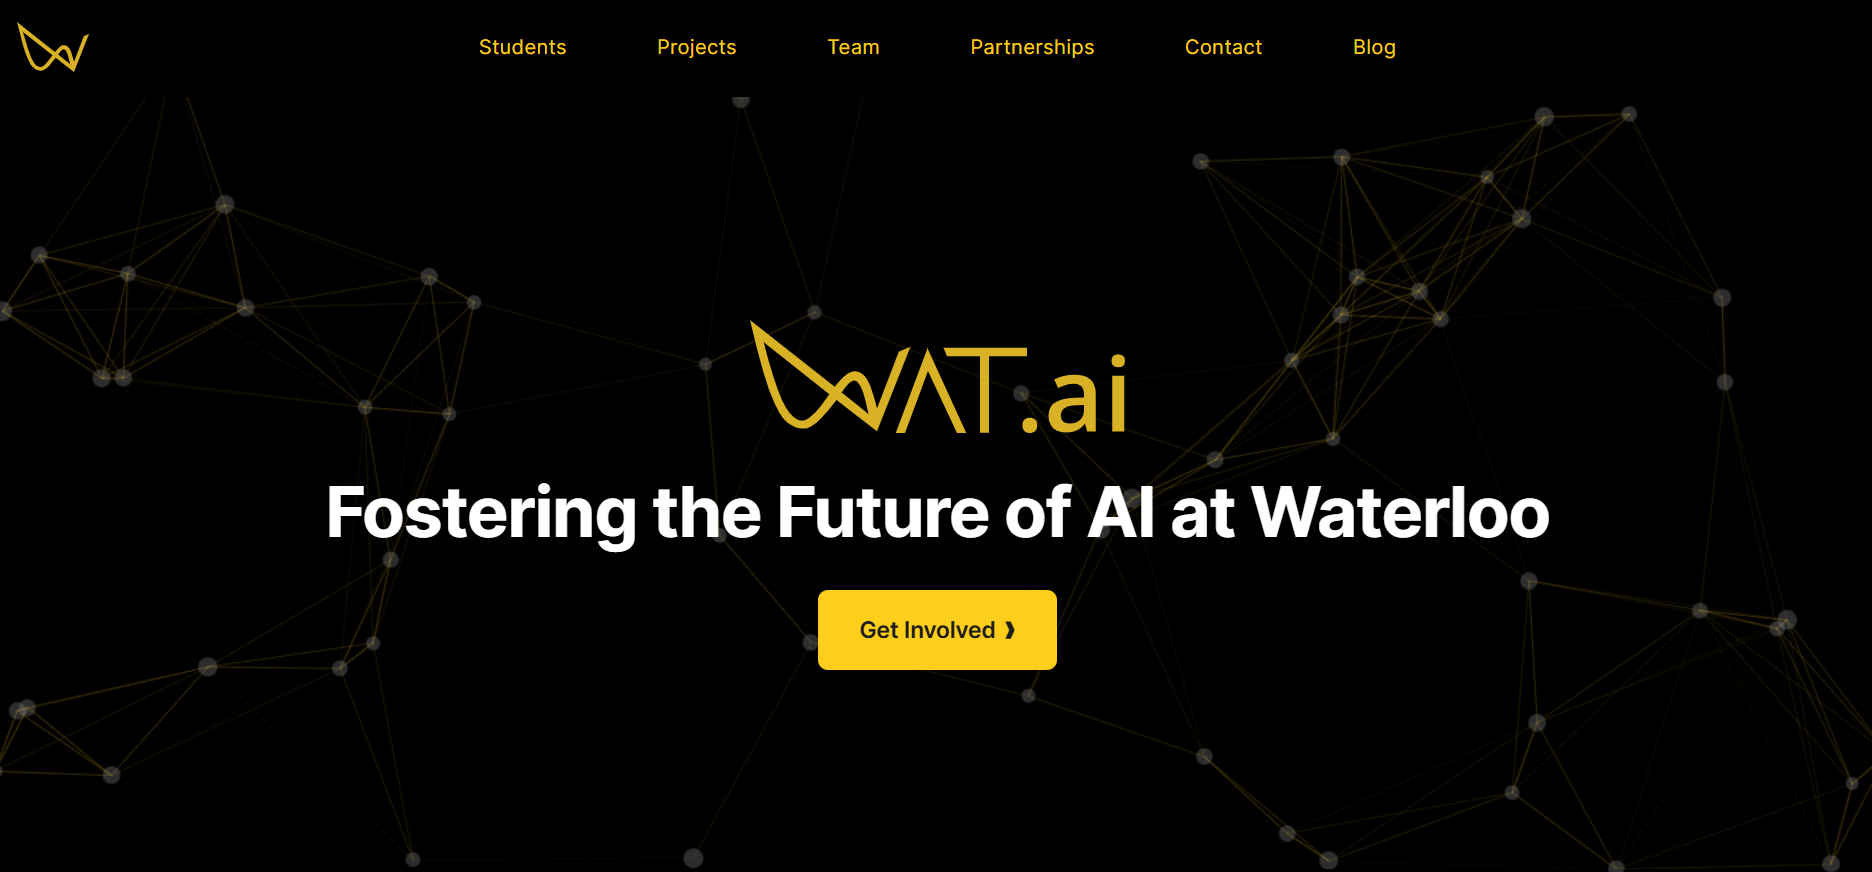 Students Projects Team Partnerships Contact Blog
WAT.ai
Fostering the Future of AI at Waterloo
Get Involved ❫